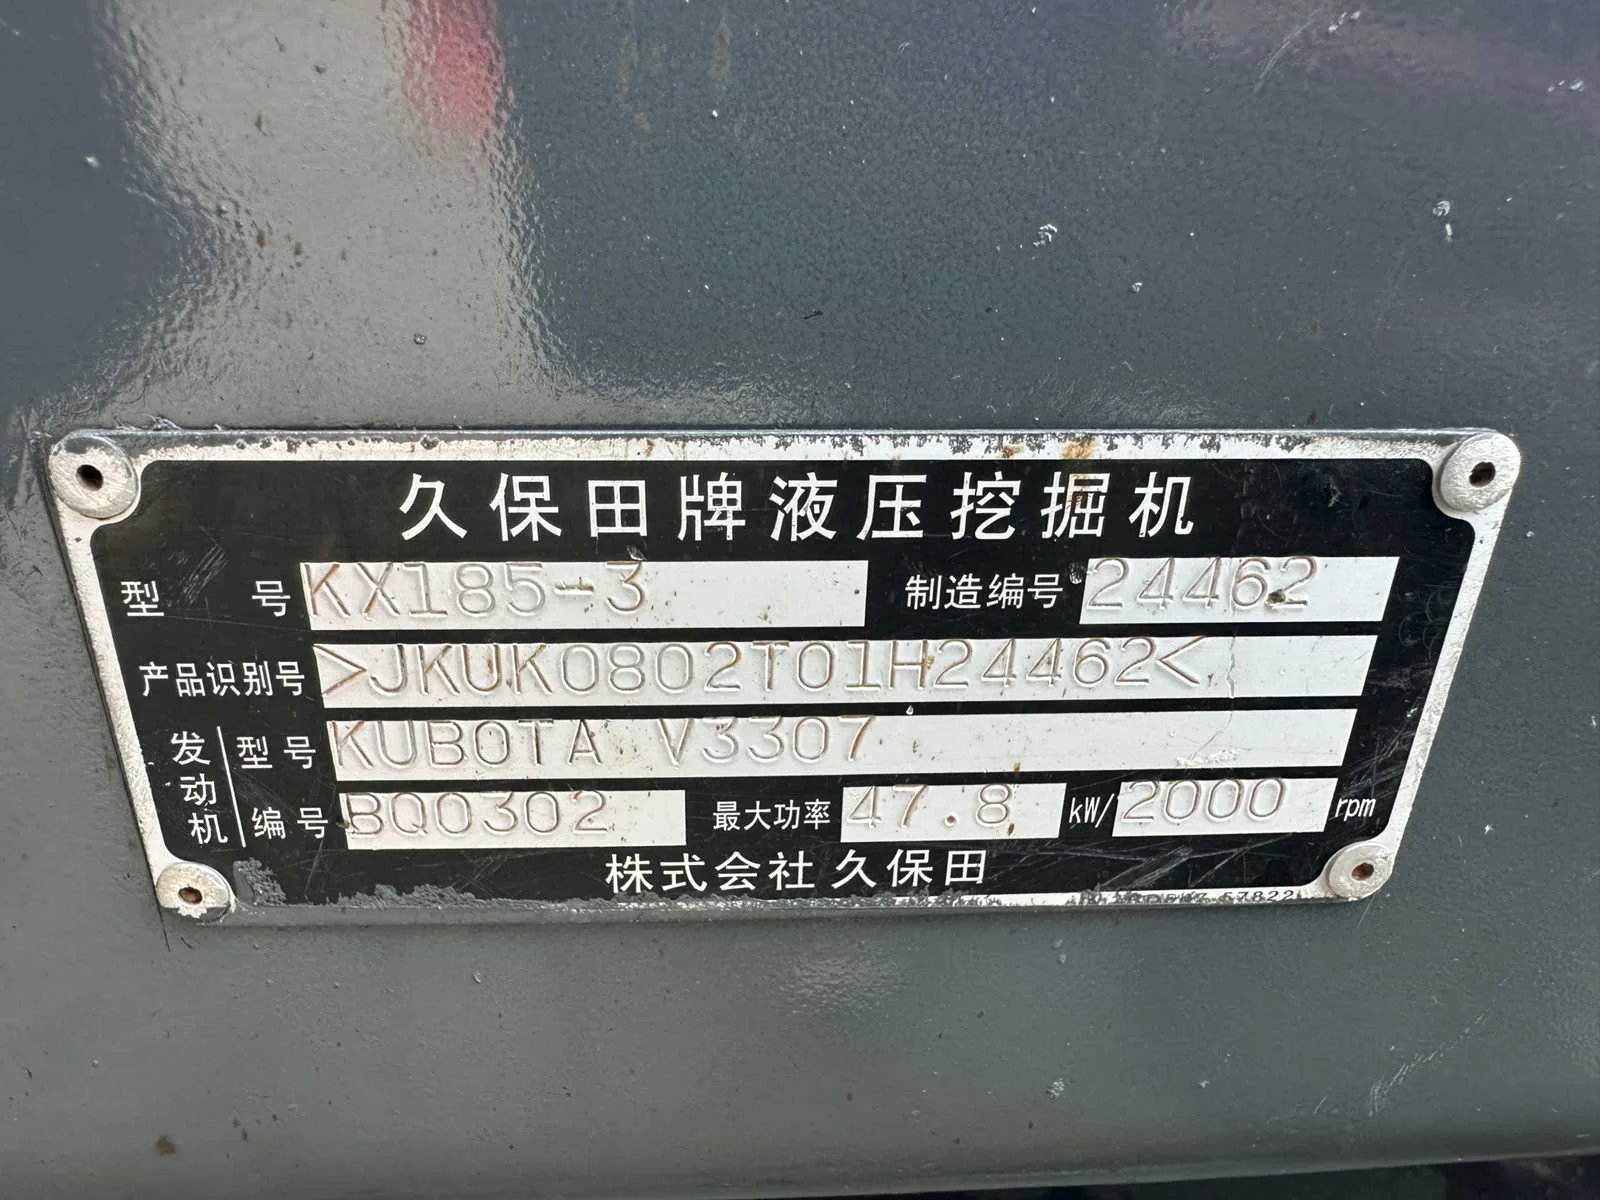 久保田牌液压挖掘机
型号 KX185-3 制造编号 24462
产品识别号 >JKUK0802T01H24462<
发动机 型号 KUBOTA V3307
编号 BQ0302 最大功率 47.8 kW/ 2000 rpm
株式会社久保田
57822